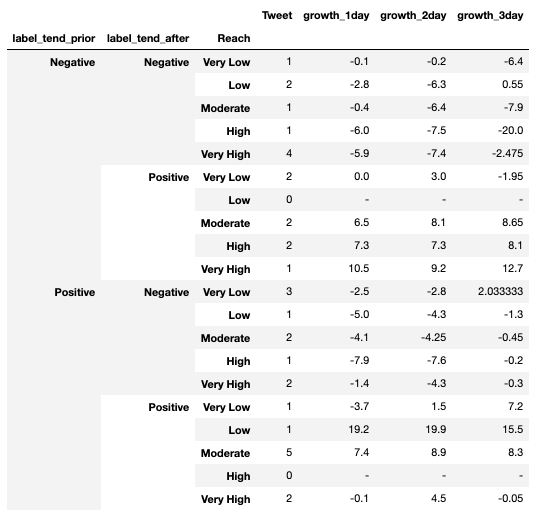 Tweet growth_1day growth_2day growth_3day
label_tend_prior label_tend_after Reach
Negative Negative Very Low 1 -0.1 -0.2 -6.4
Low 2 -2.8 -6.3 0.55
Moderate 1 -0.4 -6.4 -7.9
High 1 -6.0 -7.5 -20.0
Very High 4 -5.9 -7.4 -2.475
Positive Very Low 2 0.0 3.0 -1.95
Low 0 - - -
Moderate 2 6.5 8.1 8.65
High 2 7.3 7.3 8.1
Very High 1 10.5 9.2 12.7
Positive Negative Very Low 3 -2.5 -2.8 2.033333
Low 1 -5.0 -4.3 -1.3
Moderate 2 -4.1 -4.25 -0.45
High 1 -7.9 -7.6 -0.2
Very High 2 -1.4 -4.3 -0.3
Positive Very Low 1 -3.7 1.5 7.2
Low 1 19.2 19.9 15.5
Moderate 5 7.4 8.9 8.3
High 0 - - -
Very High 2 -0.1 4.5 -0.05